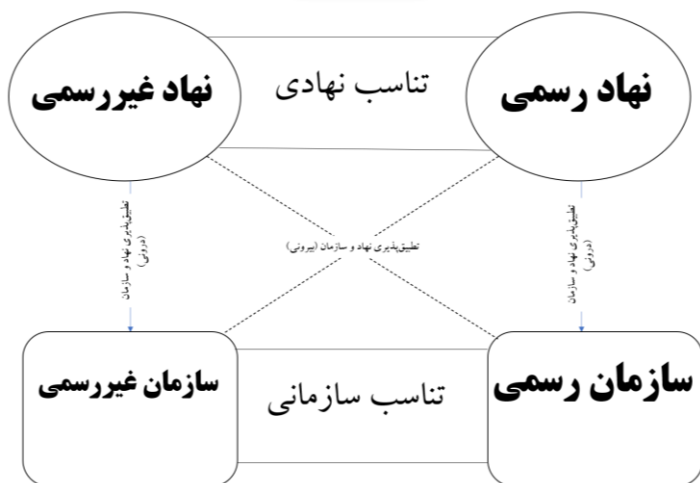 نهاد رسمی
تناسب نهادی
نهاد غیررسمی
تطبیق‌پذیری نهاد و سازمان
(درونی)
تطبیق‌پذیری نهاد و سازمان (بیرونی)
تطبیق‌پذیری نهاد و سازمان
(درونی)
سازمان رسمی
تناسب سازمانی
سازمان غیررسمی